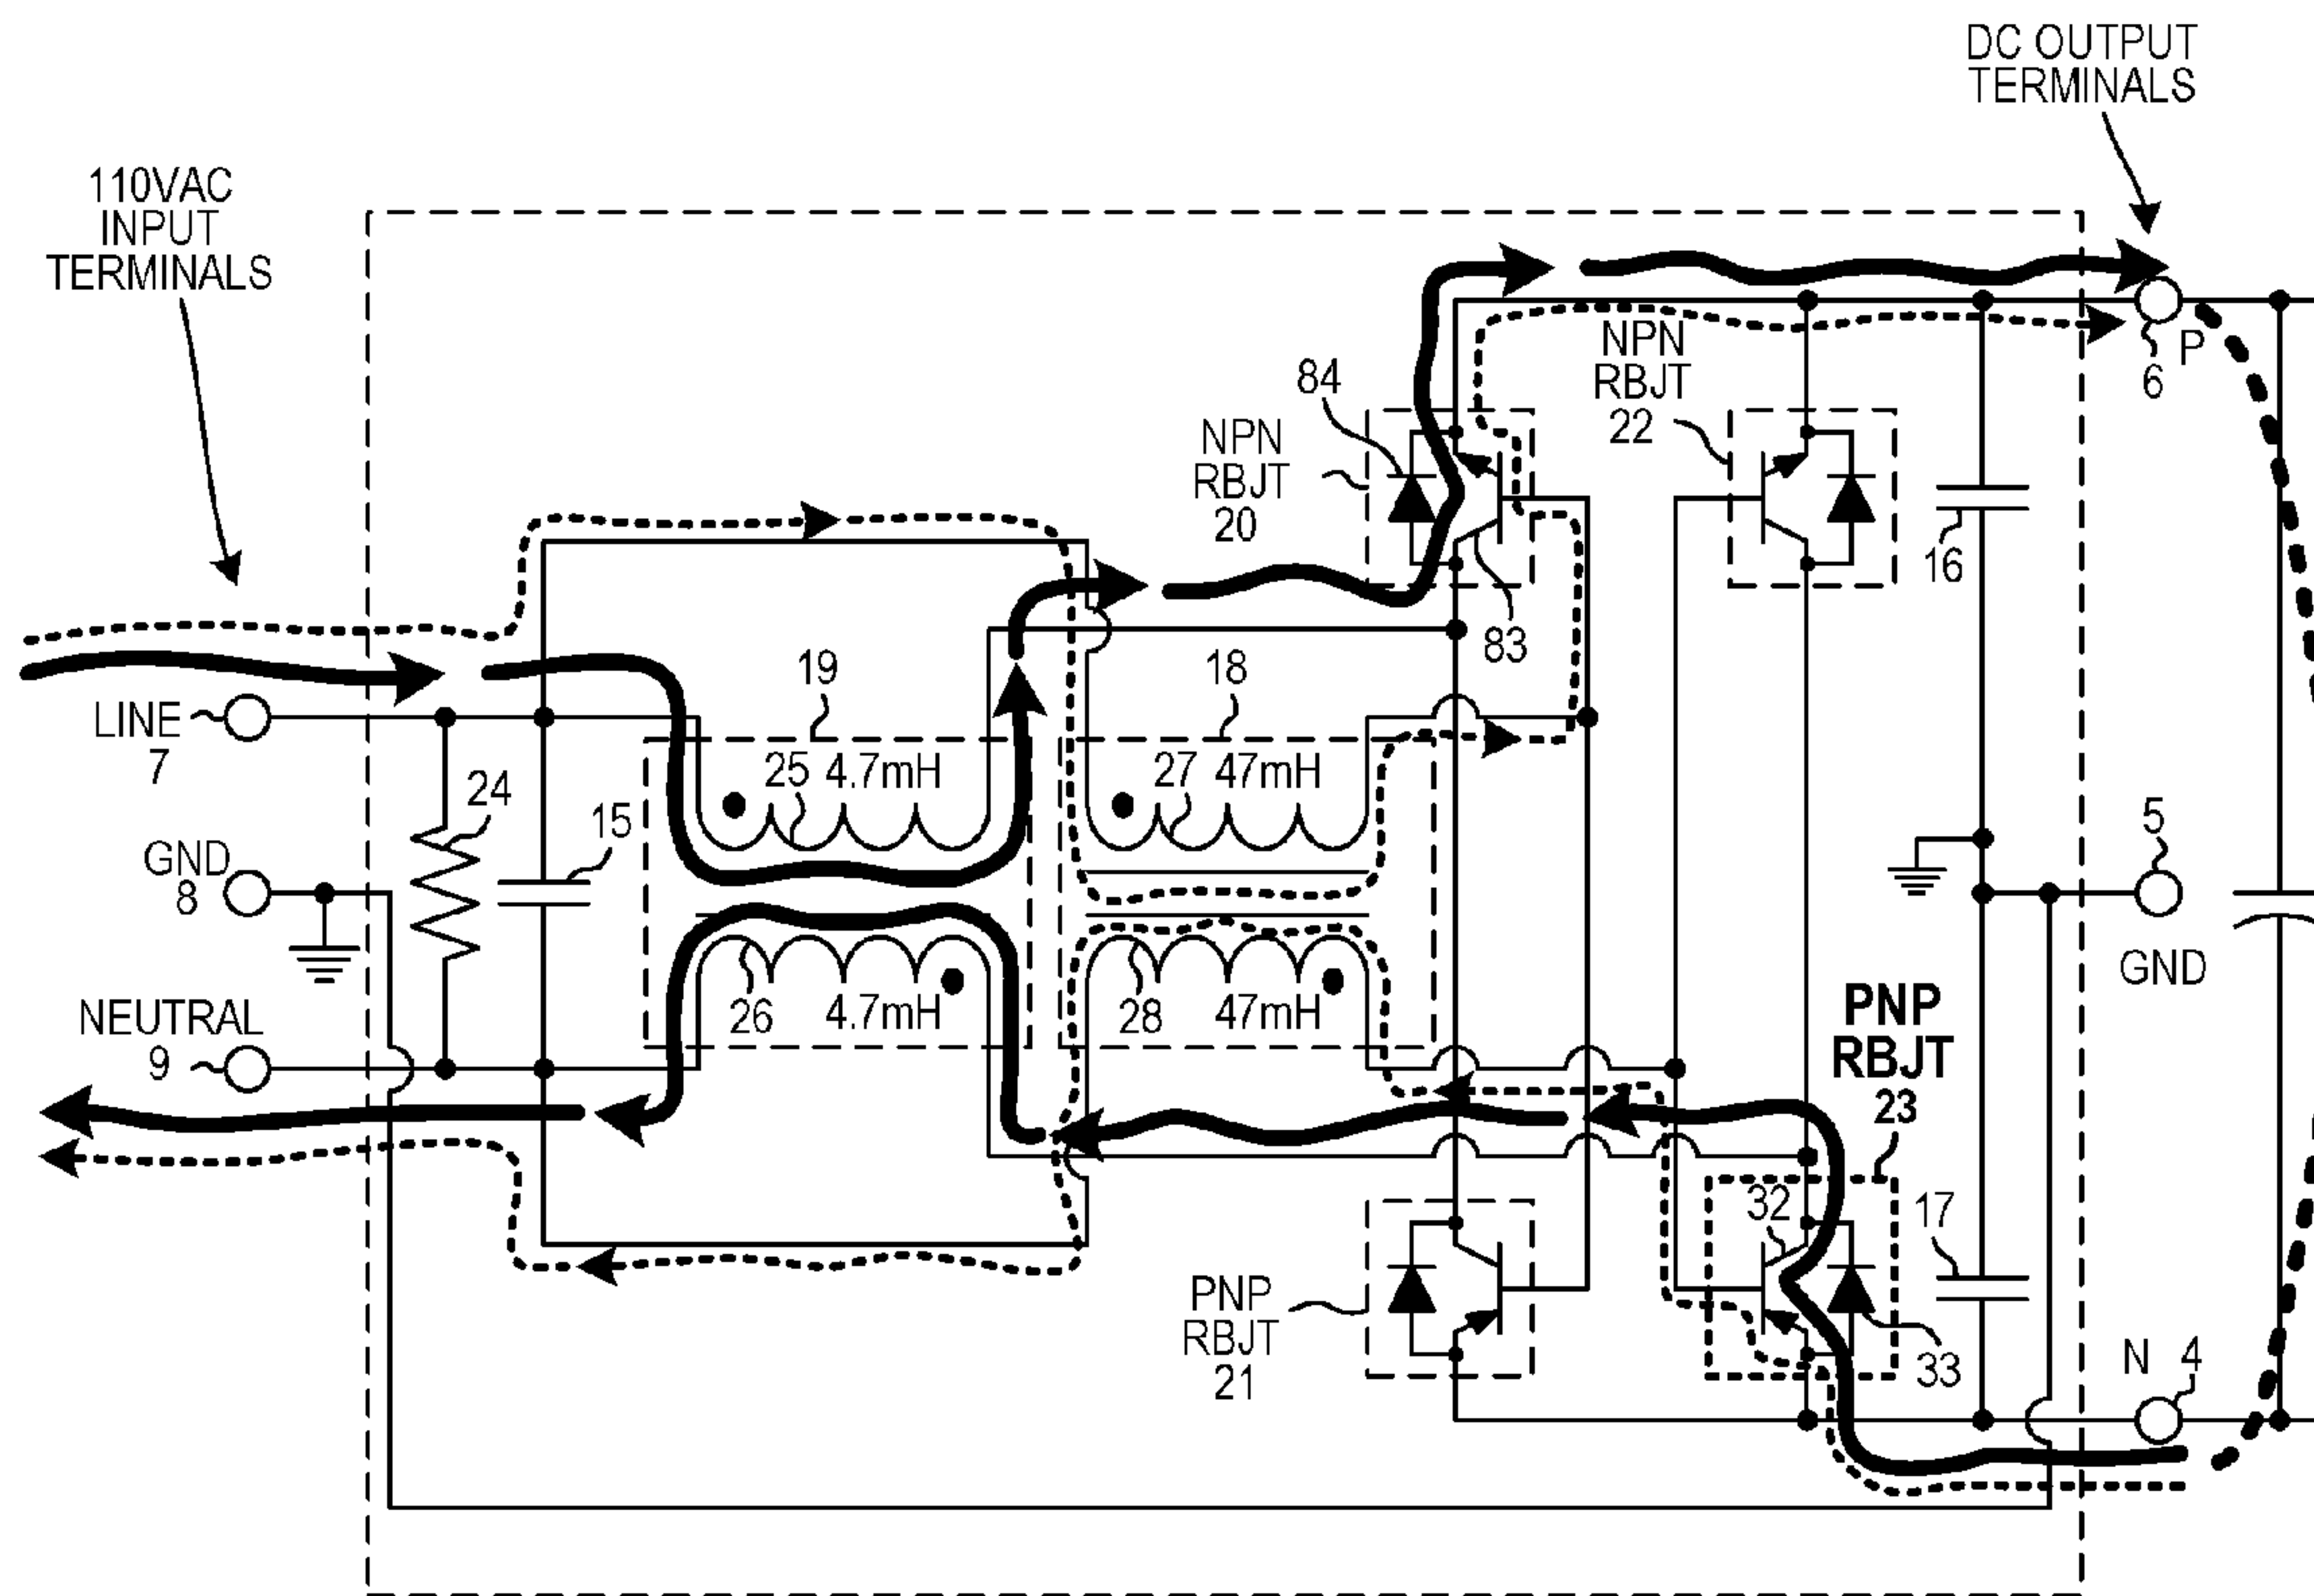 DC OUTPUT
TERMINALS
110VAC
INPUT
TERMINALS
NPN
RBJT
22
P
6
84
NPN
RBJT
20
16
83
19
18
LINE
7
25 4.7mH
27 47mH
24
15
5
GND
8
GND
26 4.7mH
28 47mH
NEUTRAL
9
PNP
RBJT
23
32
17
PNP
RBJT
21
33
N 4